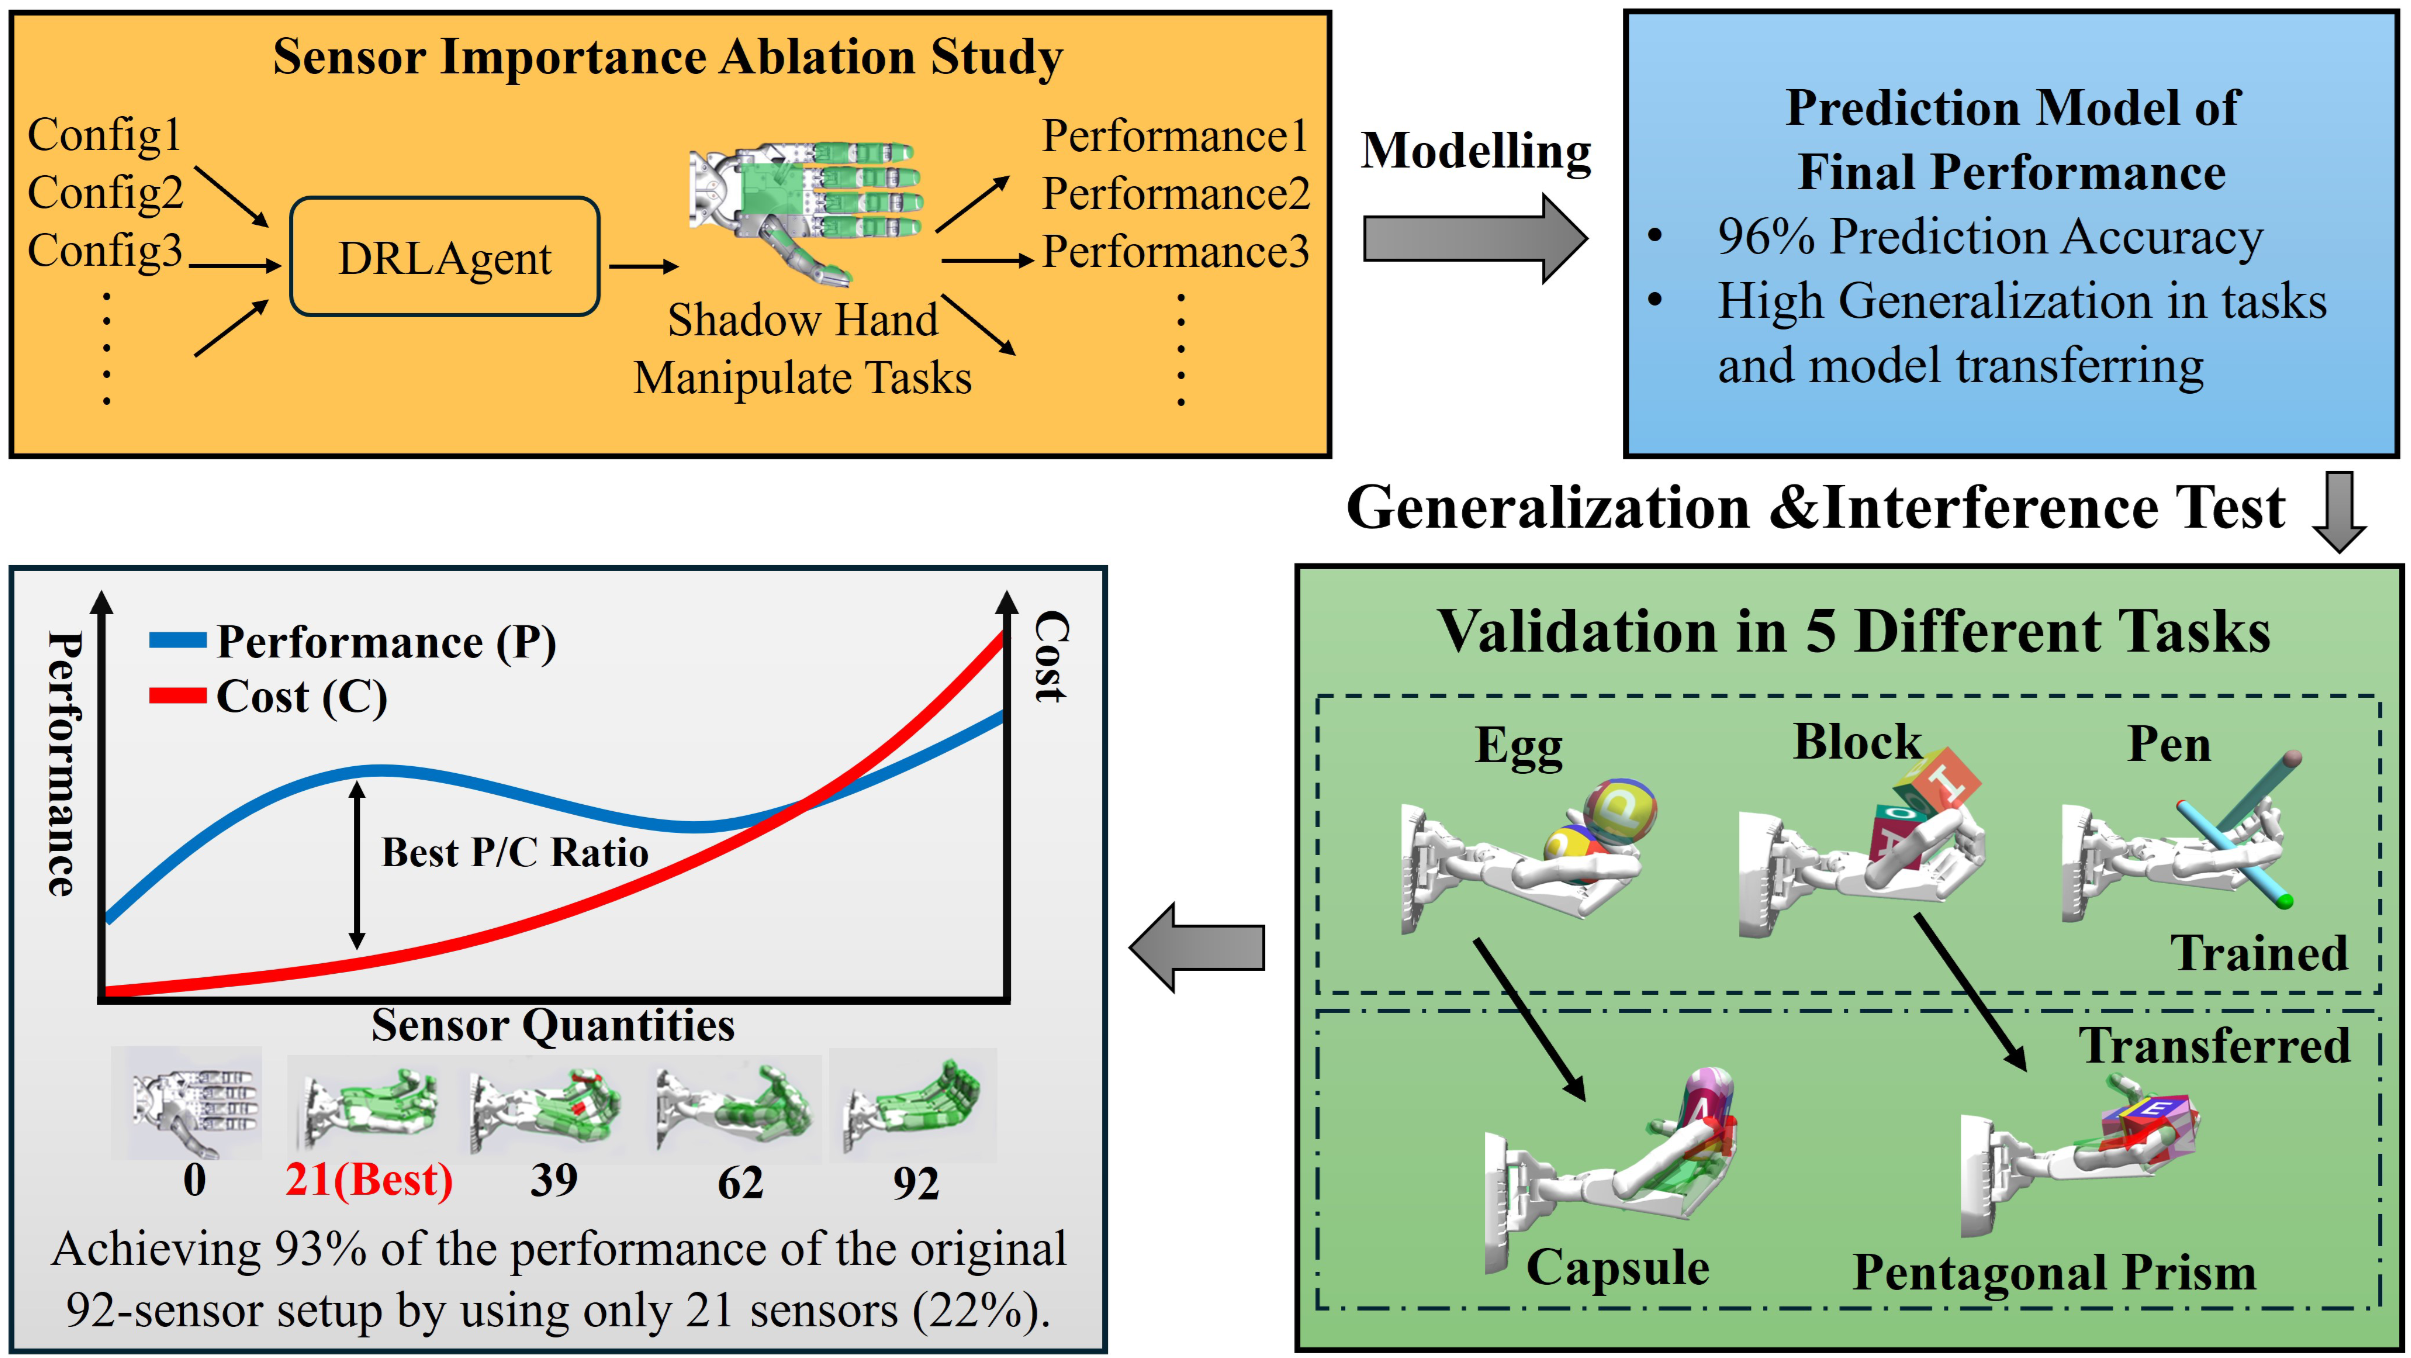 Sensor Importance Ablation Study
Config1
Config2
Config3
DRLAgent
Shadow Hand
Manipulate Tasks
Performance1
Performance2
Performance3
Modelling
Prediction Model of
Final Performance
• 96% Prediction Accuracy
• High Generalization in tasks
and model transferring
Generalization &Interference Test
Validation in 5 Different Tasks
Egg
Block
Pen
Trained
Transferred
Capsule
Pentagonal Prism
Performance
Cost
Performance (P)
Cost (C)
Best P/C Ratio
Sensor Quantities
0
21(Best)
39
62
92
Achieving 93% of the performance of the original
92-sensor setup by using only 21 sensors (22%).